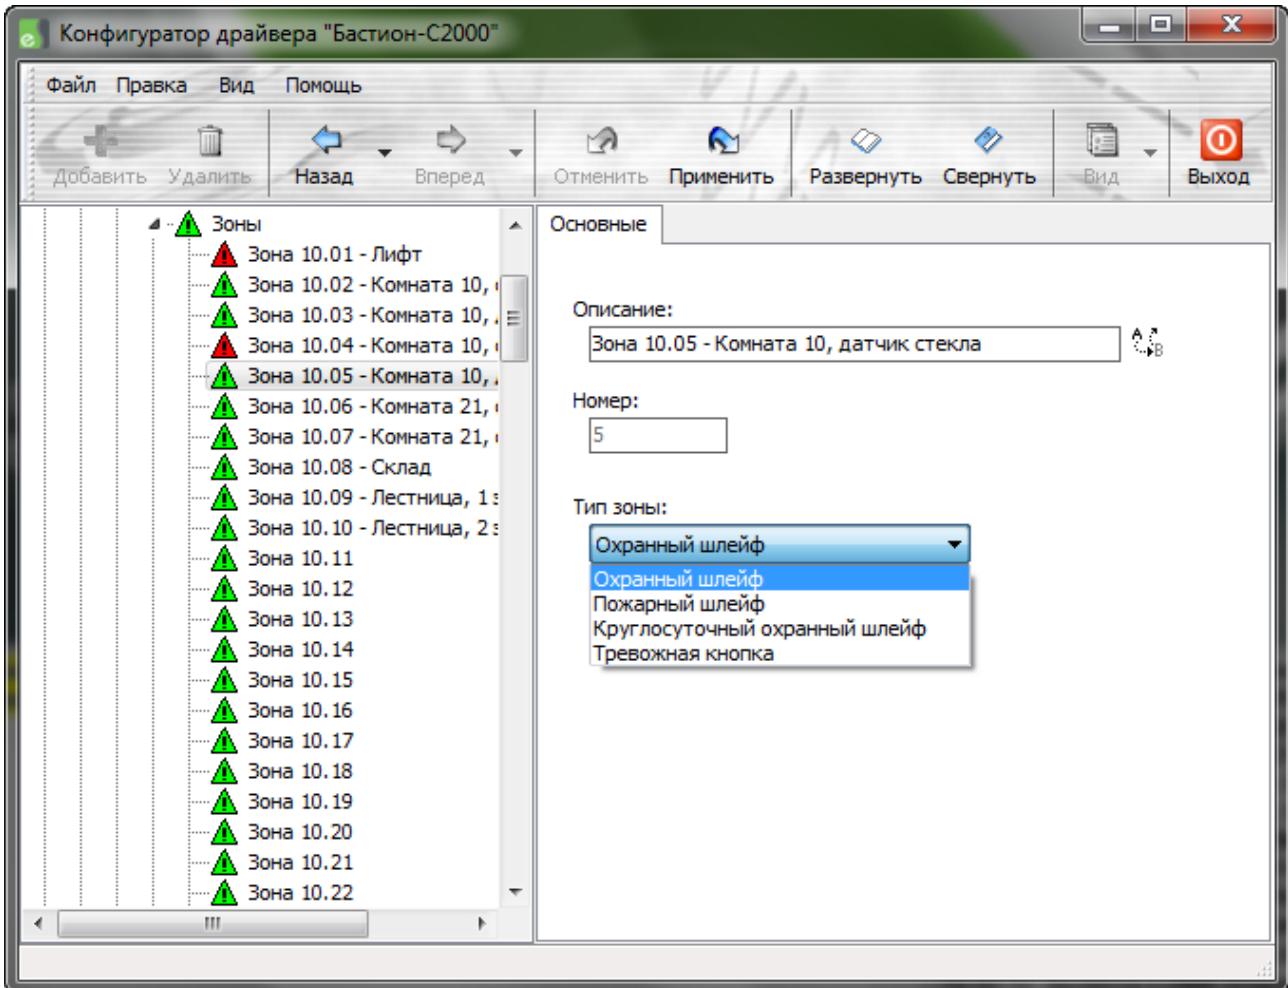 Конфигуратор драйвера "Бастион-С2000"
Файл Правка Вид Помощь
Добавить Удалить Назад Вперед Отменить Применить Развернуть Свернуть Вид Выход
Зоны
Зона 10.01 - Лифт
Зона 10.02 - Комната 10,
Зона 10.03 - Комната 10,
Зона 10.04 - Комната 10,
Зона 10.05 - Комната 10,
Зона 10.06 - Комната 21,
Зона 10.07 - Комната 21,
Зона 10.08 - Склад
Зона 10.09 - Лестница, 1
Зона 10.10 - Лестница, 2
Зона 10.11
Зона 10.12
Зона 10.13
Зона 10.14
Зона 10.15
Зона 10.16
Зона 10.17
Зона 10.18
Зона 10.19
Зона 10.20
Зона 10.21
Зона 10.22
Основные
Описание:
Зона 10.05 - Комната 10, датчик стекла
Номер:
5
Тип зоны:
Охранный шлейф
Охранный шлейф
Пожарный шлейф
Круглосуточный охранный шлейф
Тревожная кнопка